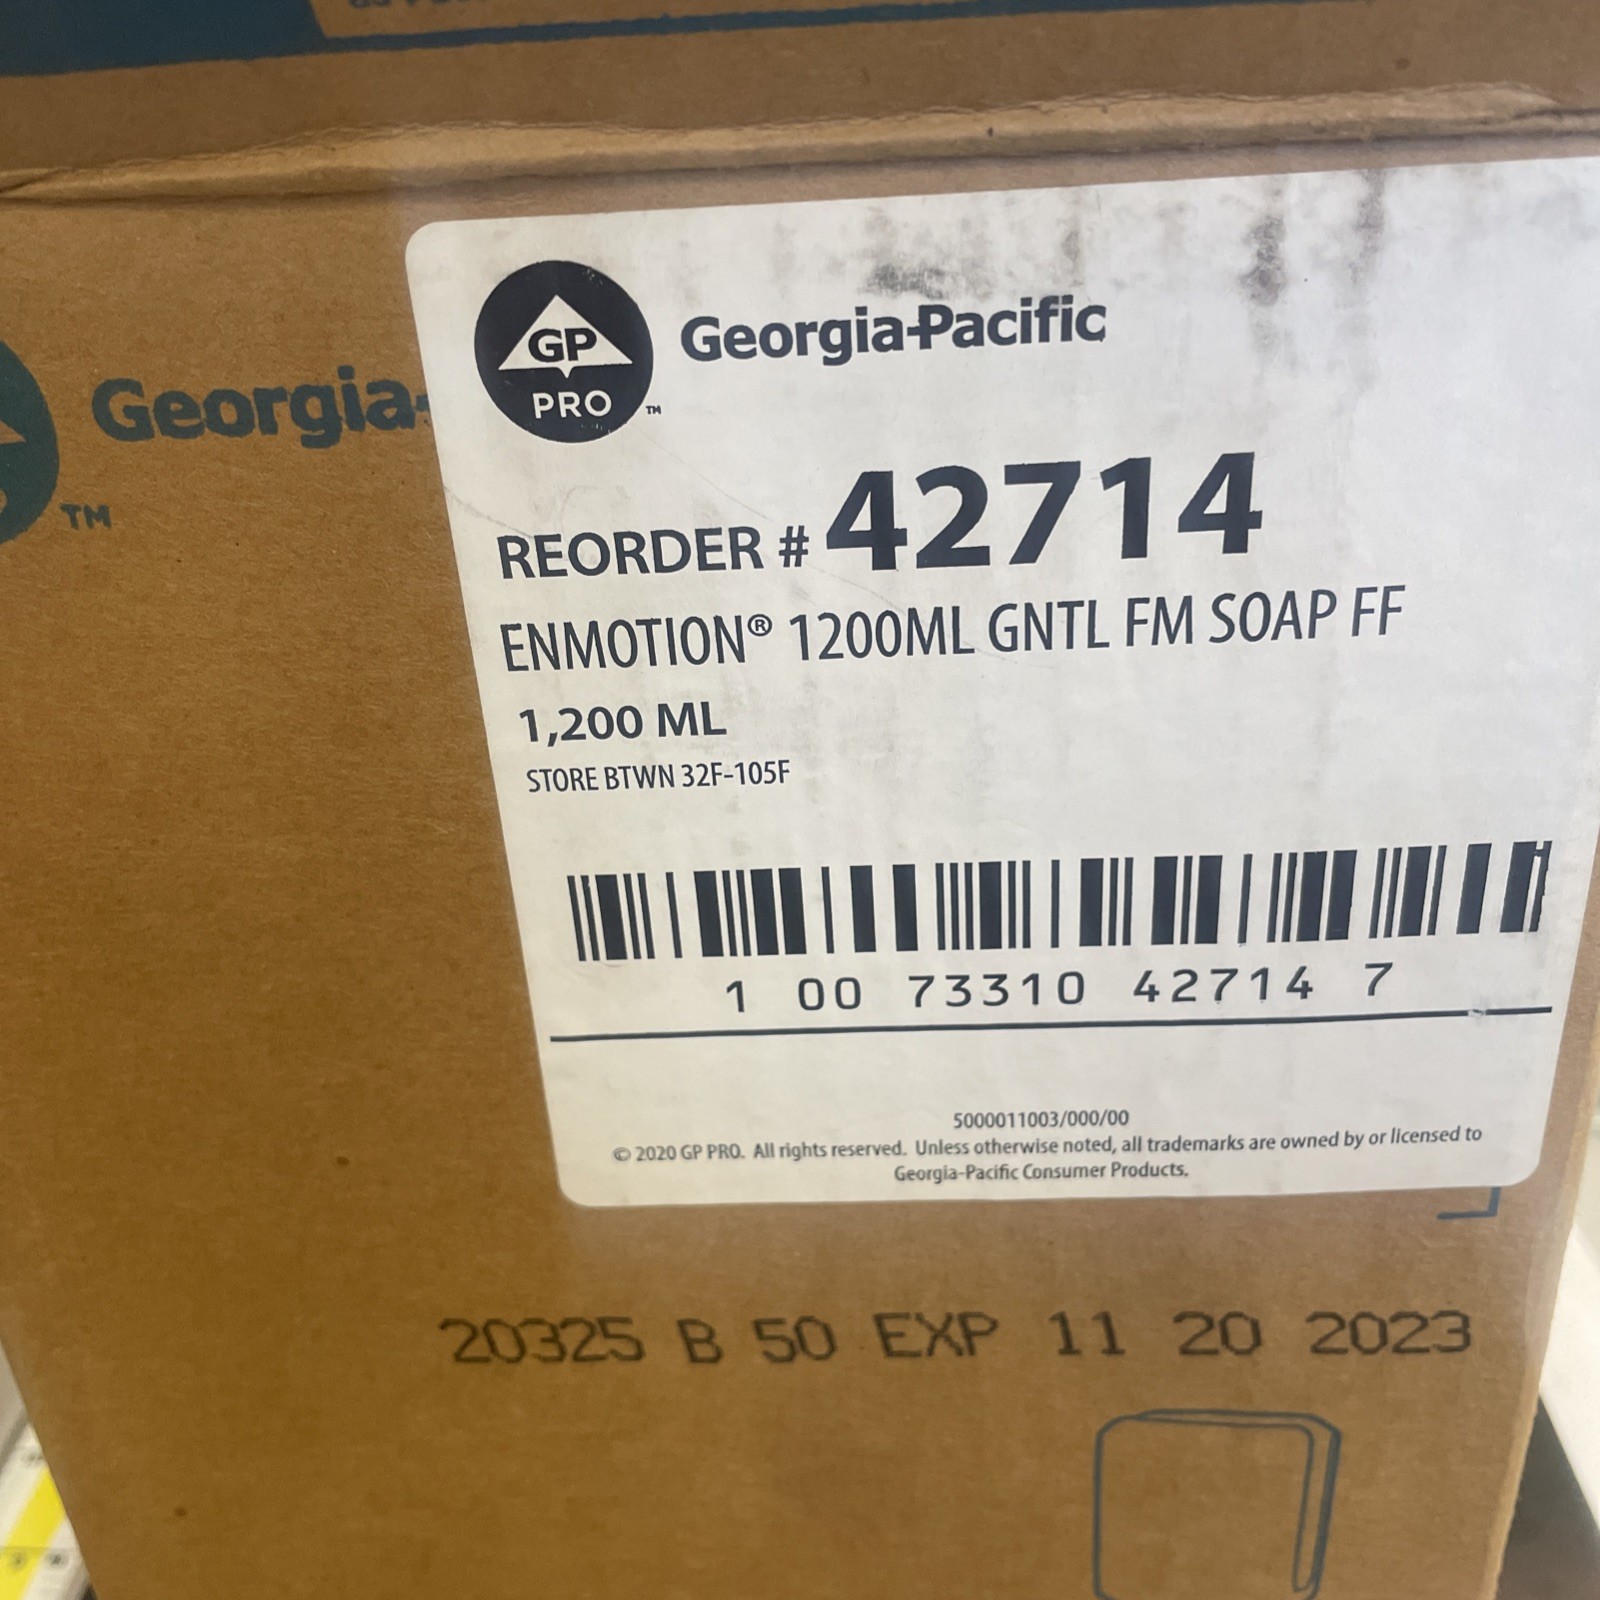 Georgia-
TM
GP
PRO
TM
Georgia-Pacific
REORDER # 42714
ENMOTION® 1200ML GNTL FM SOAP FF
1,200 ML
STORE BTWN 32F-105F
1 00 73310 42714 7
5000011003/000/00
© 2020 GP PRO. All rights reserved. Unless otherwise noted, all trademarks are owned by or licensed to
Georgia-Pacific Consumer Products.
20325 B 50 EXP 11 20 2023